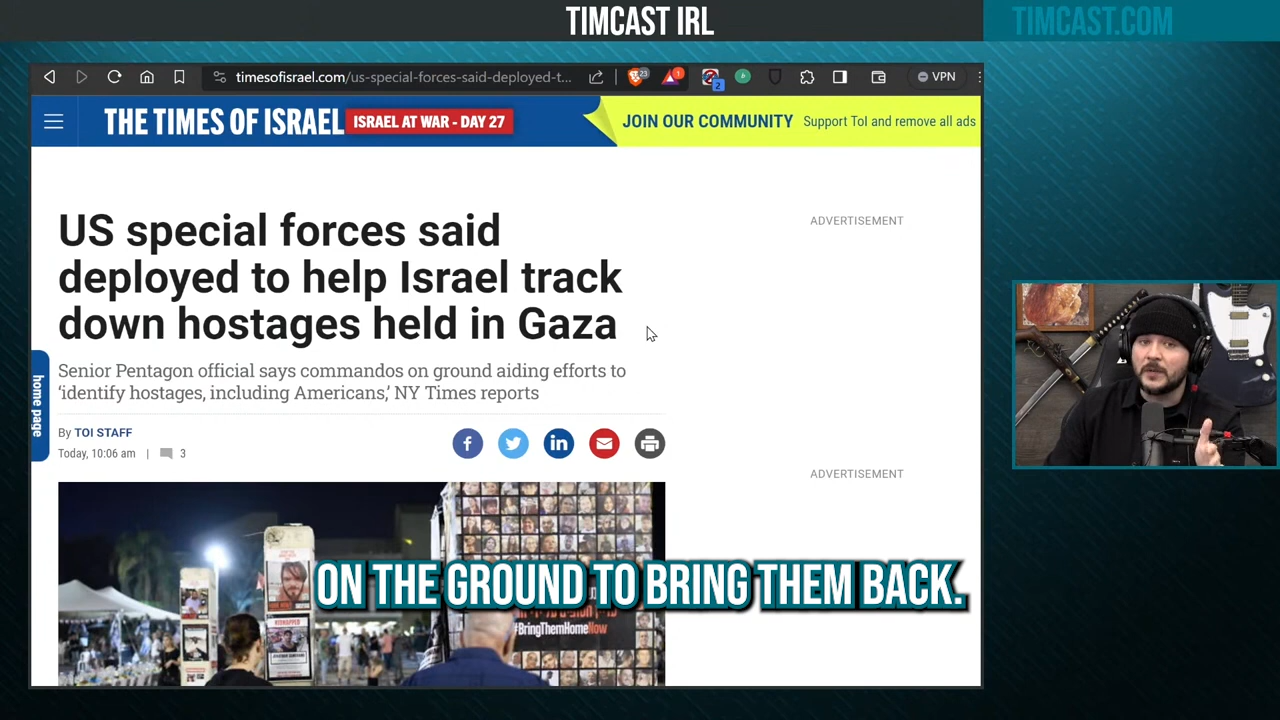 TIMCAST IRL
TIMCAST.COM
timesofisrael.com/us-special-forces-said-deployed-t...
23
1
2
VPN
THE TIMES OF ISRAEL
ISRAEL AT WAR - DAY 27
JOIN OUR COMMUNITY Support ToI and remove all ads
US special forces said
deployed to help Israel track
down hostages held in Gaza
ADVERTISEMENT
Senior Pentagon official says commandos on ground aiding efforts to
‘identify hostages, including Americans,’ NY Times reports
home page
By TOI STAFF
Today, 10:06 am | 3
ADVERTISEMENT
KIDNAPPED
ON THE GROUND TO BRING THEM BACK.
#BringThemHomeNow